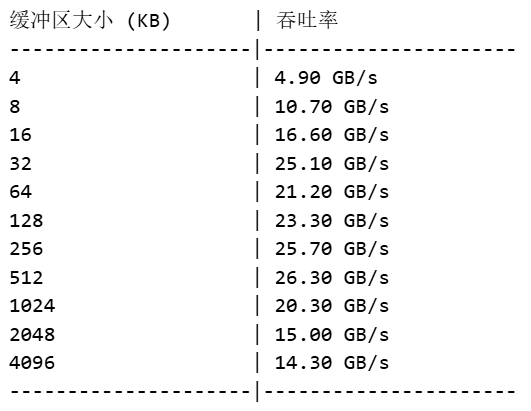 缓冲区大小 (KB) | 吞吐率
---------------------|----------------------
4 | 4.90 GB/s
8 | 10.70 GB/s
16 | 16.60 GB/s
32 | 25.10 GB/s
64 | 21.20 GB/s
128 | 23.30 GB/s
256 | 25.70 GB/s
512 | 26.30 GB/s
1024 | 20.30 GB/s
2048 | 15.00 GB/s
4096 | 14.30 GB/s
---------------------|----------------------